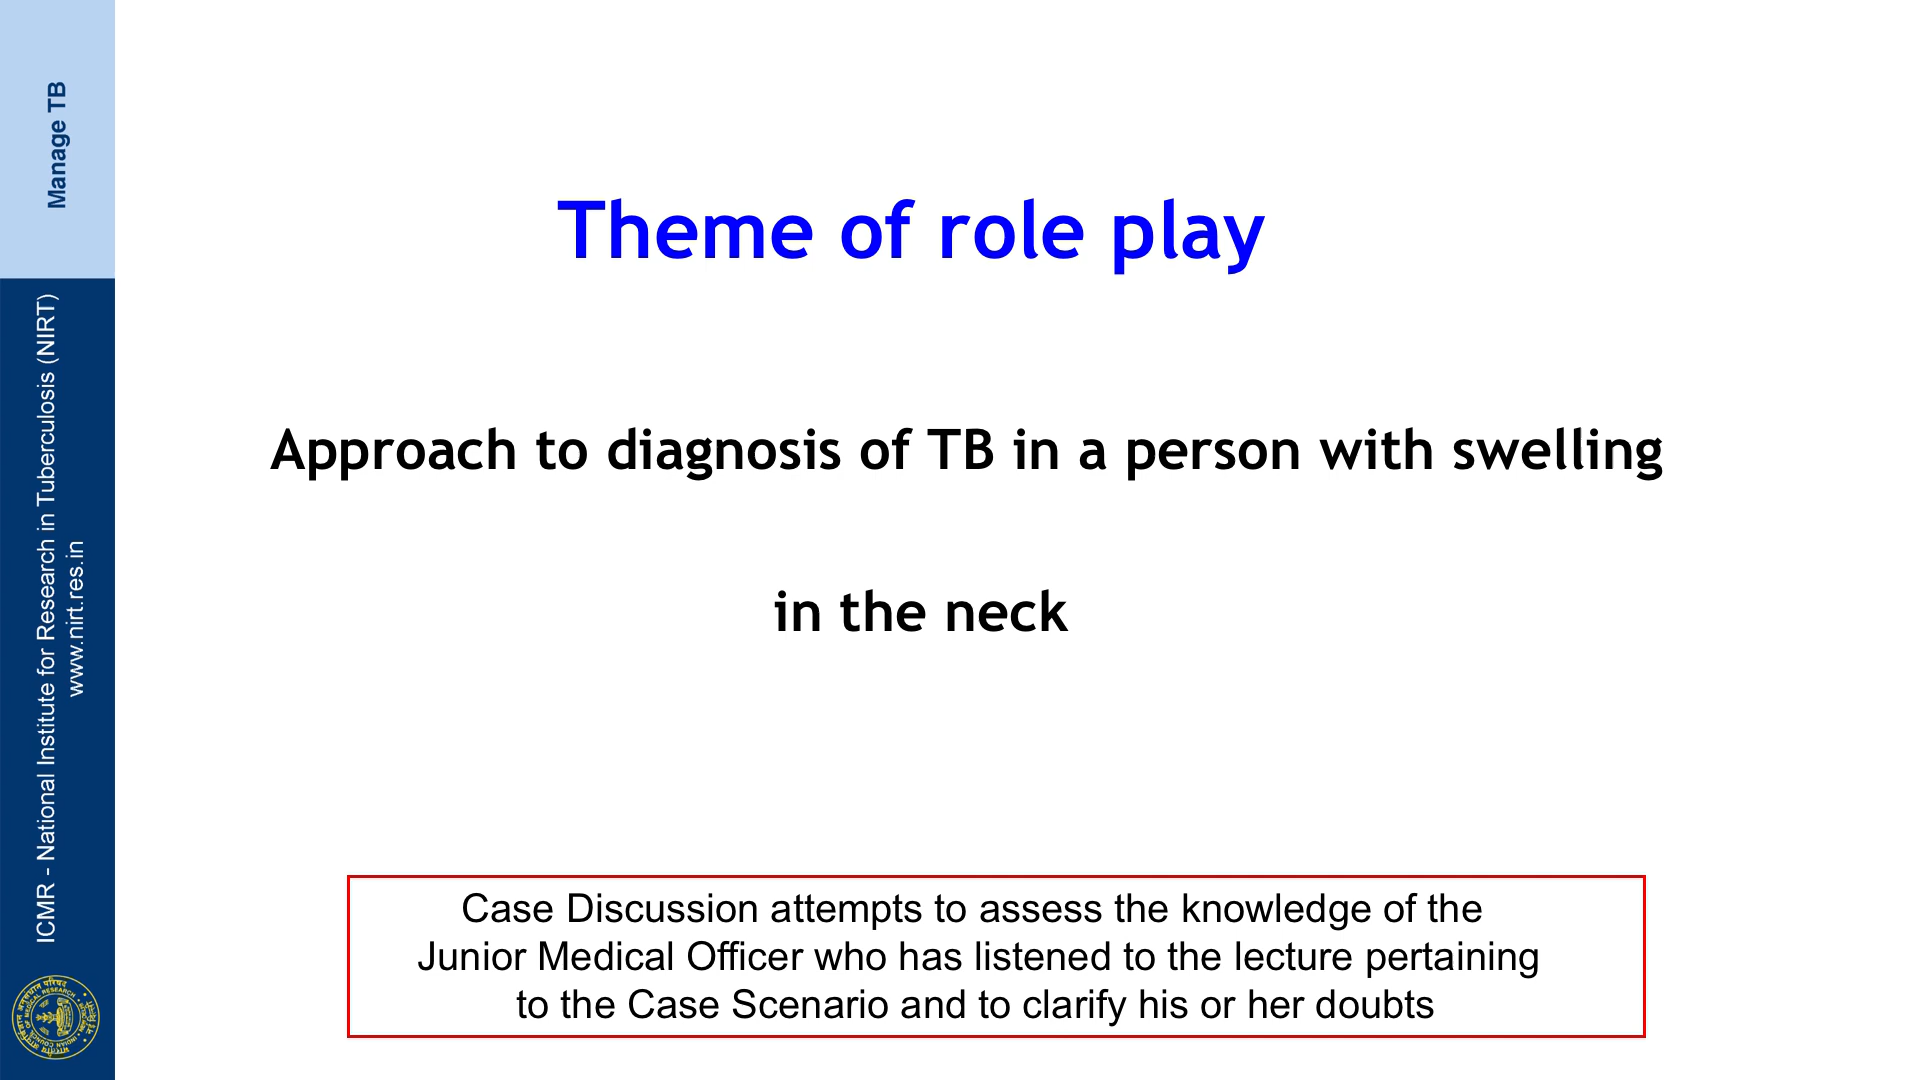 Manage TB
ICMR - National Institute for Research in Tuberculosis (NIRT)
www.nirt.res.in
Theme of role play
Approach to diagnosis of TB in a person with swelling
in the neck
Case Discussion attempts to assess the knowledge of the
Junior Medical Officer who has listened to the lecture pertaining
to the Case Scenario and to clarify his or her doubts